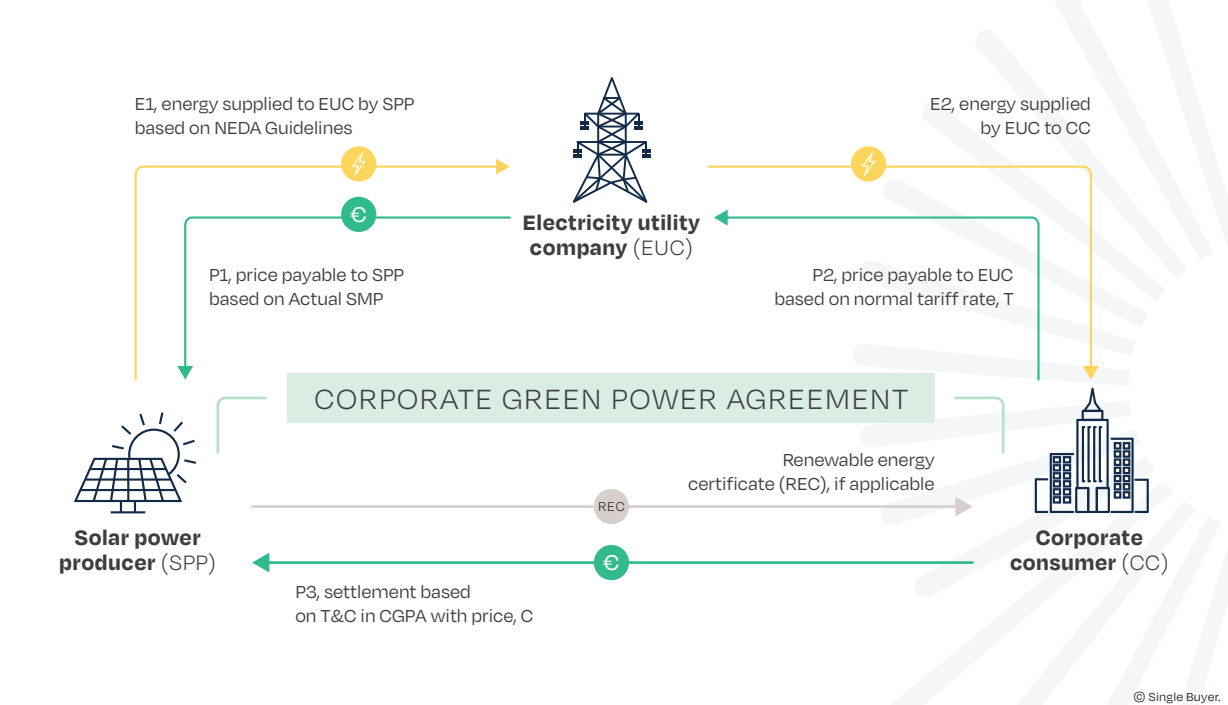 E1, energy supplied to EUC by SPP
based on NEDA Guidelines
E2, energy supplied
by EUC to CC
€
Electricity utility
company (EUC)
P1, price payable to SPP
based on Actual SMP
P2, price payable to EUC
based on normal tariff rate, T
CORPORATE GREEN POWER AGREEMENT
Renewable energy
certificate (REC), if applicable
REC
Solar power
producer (SPP)
Corporate
consumer (CC)
€
P3, settlement based
on T&C in CGPA with price, C
© Single Buyer.